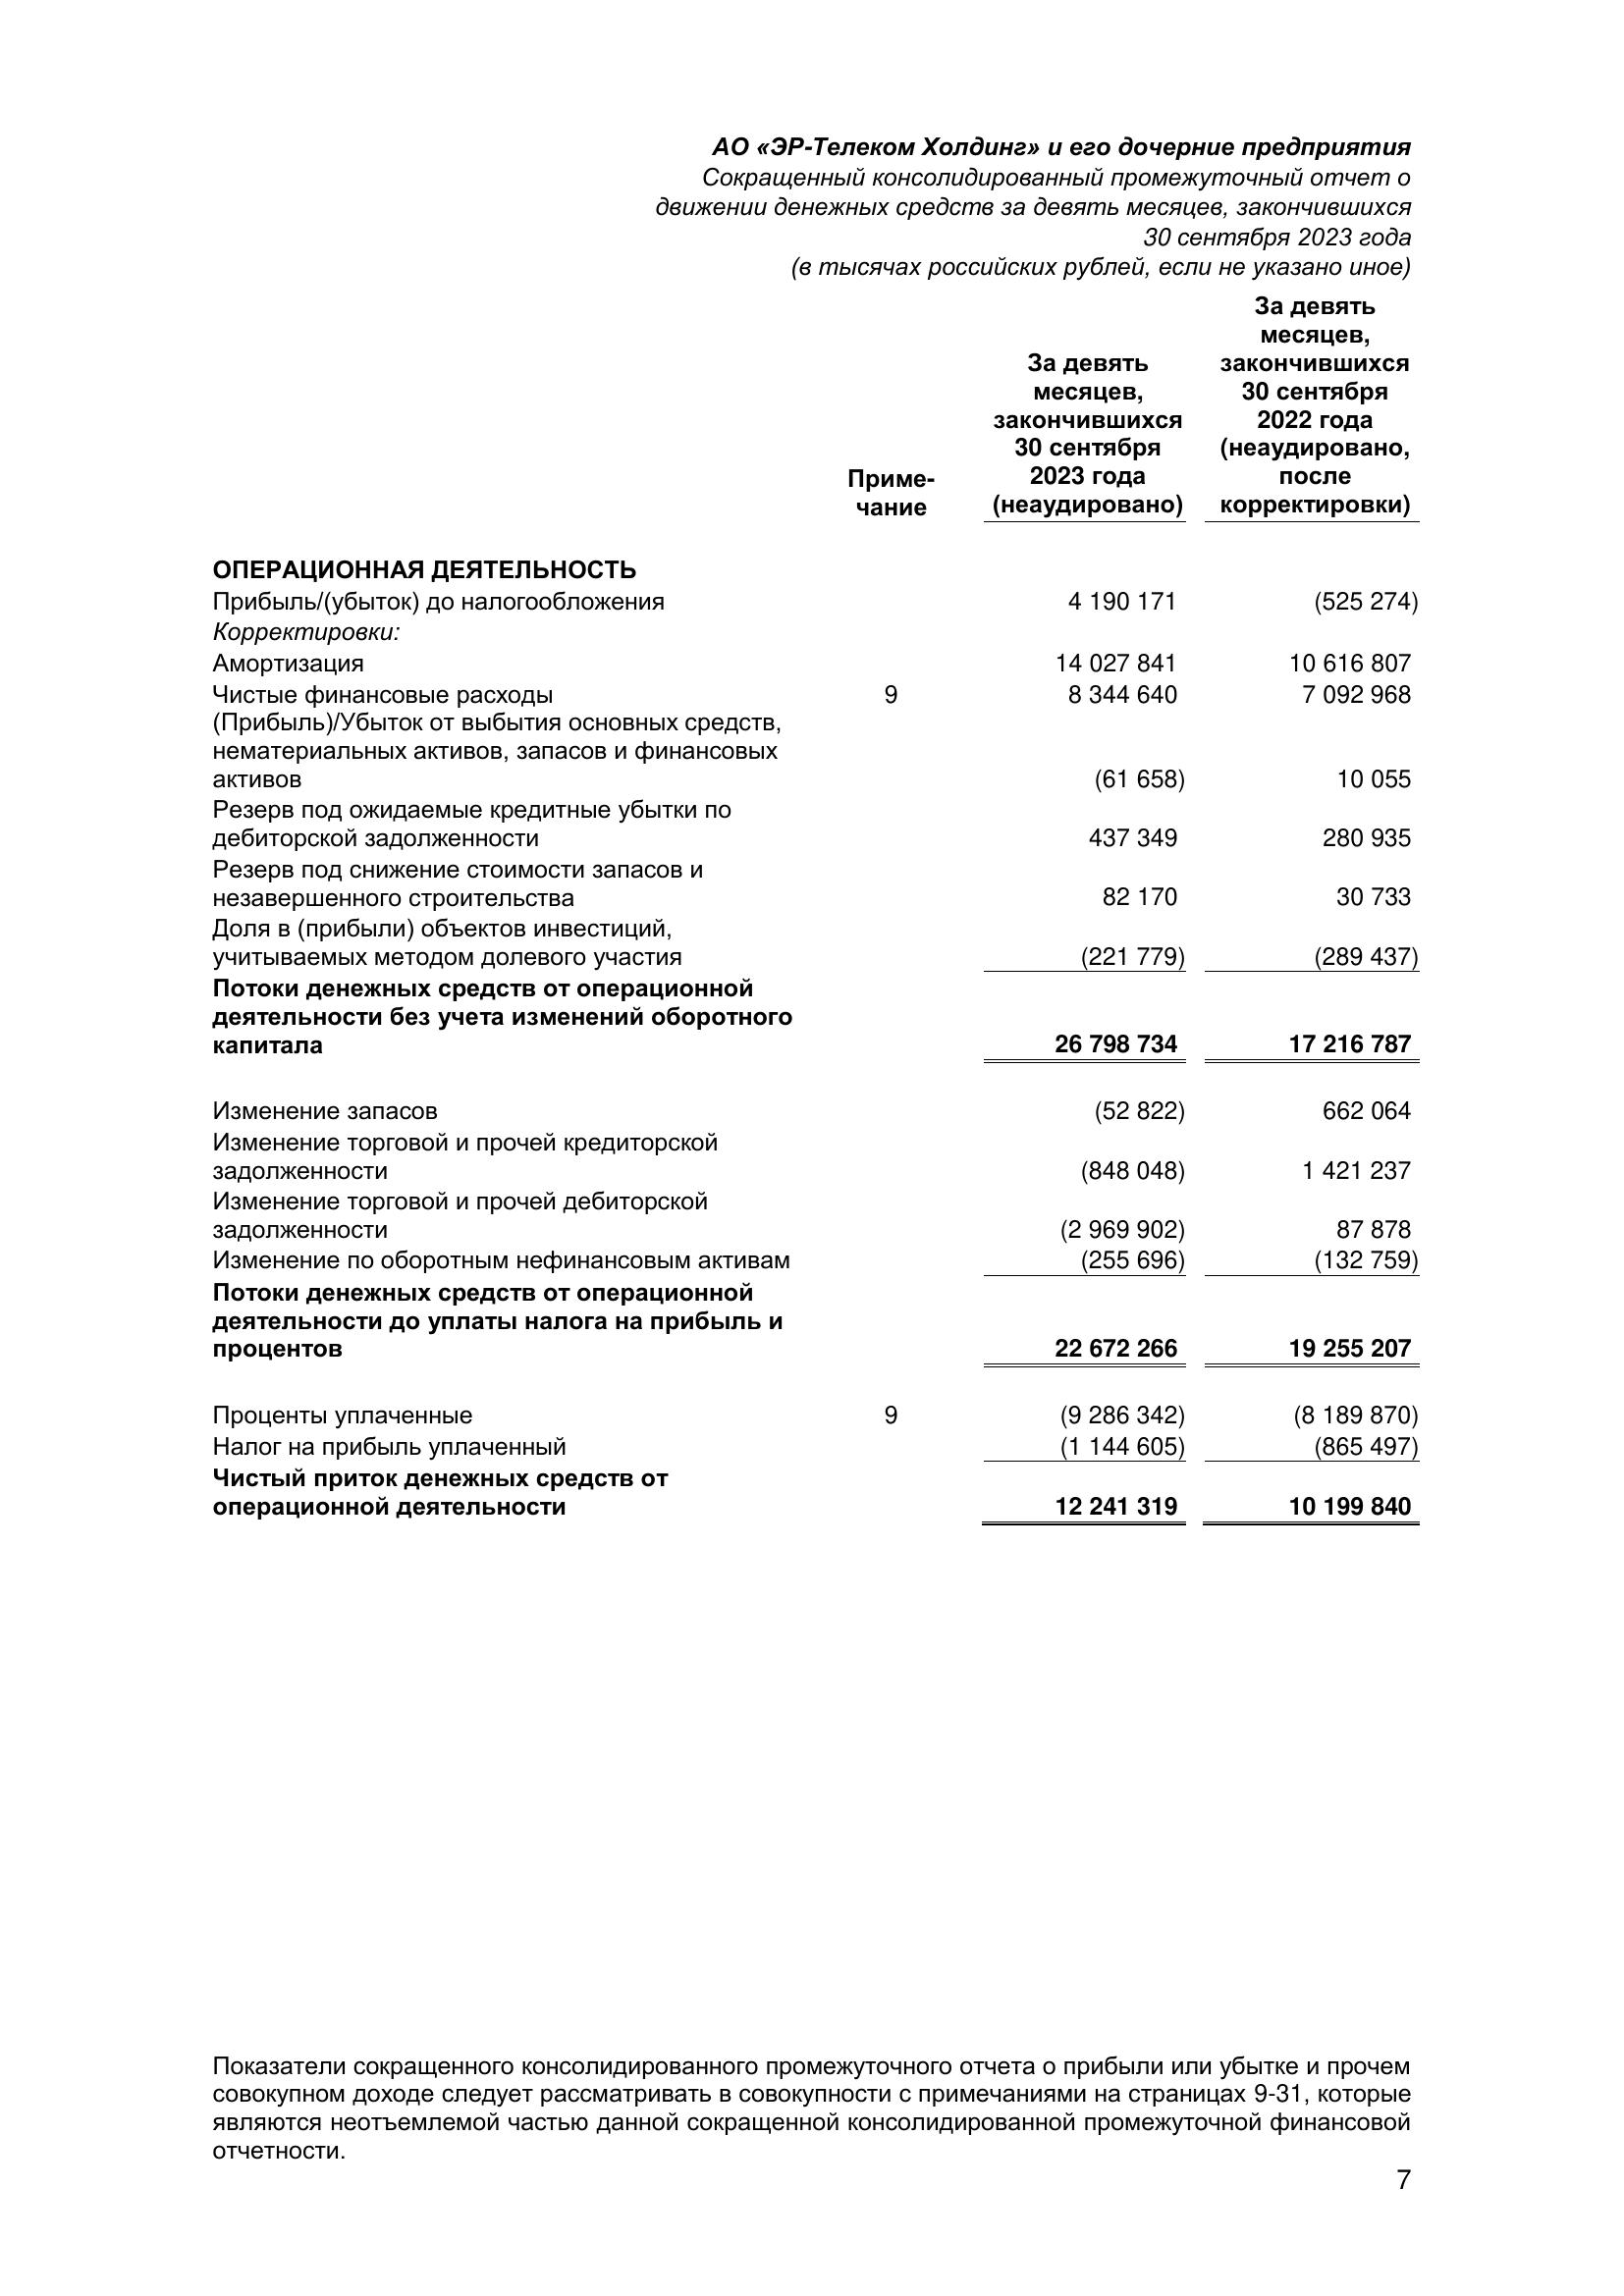 АО «ЭР-Телеком Холдинг» и его дочерние предприятия
Сокращенный консолидированный промежуточный отчет о
движении денежных средств за девять месяцев, закончившихся
30 сентября 2023 года
(в тысячах российских рублей, если не указано иное)
Приме-
чание
За девять
месяцев,
закончившихся
30 сентября
2023 года
(неаудировано)
За девять
месяцев,
закончившихся
30 сентября
2022 года
(неаудировано,
после
корректировки)
ОПЕРАЦИОННАЯ ДЕЯТЕЛЬНОСТЬ
Прибыль/(убыток) до налогообложения 4 190 171 (525 274)
Корректировки:
Амортизация 14 027 841 10 616 807
Чистые финансовые расходы 9 8 344 640 7 092 968
(Прибыль)/Убыток от выбытия основных средств,
нематериальных активов, запасов и финансовых
активов (61 658) 10 055
Резерв под ожидаемые кредитные убытки по
дебиторской задолженности 437 349 280 935
Резерв под снижение стоимости запасов и
незавершенного строительства 82 170 30 733
Доля в (прибыли) объектов инвестиций,
учитываемых методом долевого участия (221 779) (289 437)
Потоки денежных средств от операционной
деятельности без учета изменений оборотного
капитала 26 798 734 17 216 787
Изменение запасов (52 822) 662 064
Изменение торговой и прочей кредиторской
задолженности (848 048) 1 421 237
Изменение торговой и прочей дебиторской
задолженности (2 969 902) 87 878
Изменение по оборотным нефинансовым активам (255 696) (132 759)
Потоки денежных средств от операционной
деятельности до уплаты налога на прибыль и
процентов 22 672 266 19 255 207
Проценты уплаченные 9 (9 286 342) (8 189 870)
Налог на прибыль уплаченный (1 144 605) (865 497)
Чистый приток денежных средств от
операционной деятельности 12 241 319 10 199 840
Показатели сокращенного консолидированного промежуточного отчета о прибыли или убытке и прочем
совокупном доходе следует рассматривать в совокупности с примечаниями на страницах 9-31, которые
являются неотъемлемой частью данной сокращенной консолидированной промежуточной финансовой
отчетности.
7